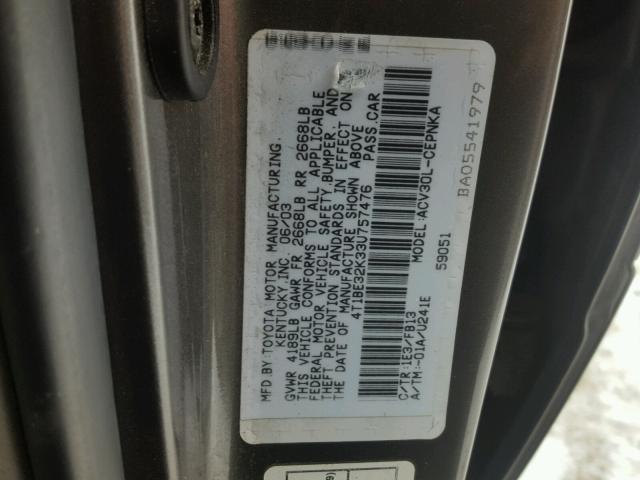 MFD.BY:TOYOTA MOTOR MANUFACTURING.
KENTUCKY,INC. 06/03
GVWR 4189LB GAWR FR 2668LB RR 2668LB
THIS VEHICLE CONFORMS TO ALL APPLICABLE
FEDERAL MOTOR VEHICLE SAFETY,BUMPER, AND
THEFT PREVENTION STANDARDS IN EFFECT ON
THE DATE OF MANUFACTURE SHOWN ABOVE
4T1BE32K33U757476 PASS.CAR
C/TR:1E3/FB13 MODEL:ACV30L-CEPNKA
A/TM:-01A/U241E 59051
BA05541979